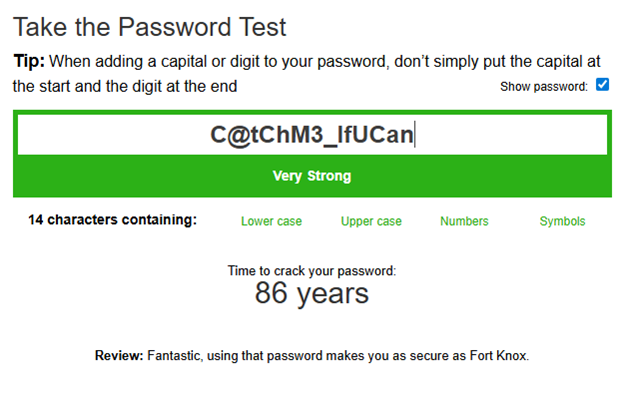 Take the Password Test
Tip: When adding a capital or digit to your password, don’t simply put the capital at
the start and the digit at the end
Show password:
C@tChM3_IfUCan
Very Strong
14 characters containing: Lower case Upper case Numbers Symbols
Time to crack your password:
86 years
Review: Fantastic, using that password makes you as secure as Fort Knox.